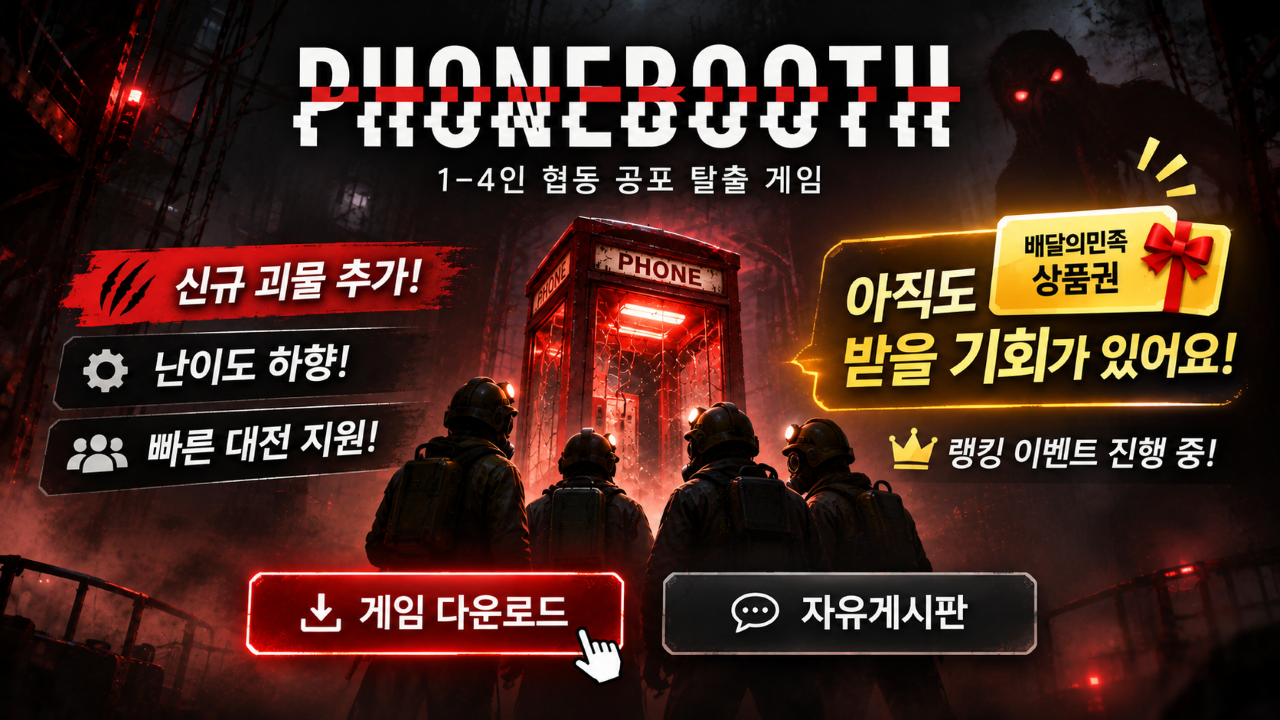 PHONEBOOTH
1-4인 협동 공포 탈출 게임
신규 괴물 추가!
난이도 하향!
빠른 대전 지원!
PHONE
PHONE
배달의민족
상품권
아직도
받을 기회가 있어요!
랭킹 이벤트 진행 중!
게임 다운로드
자유게시판